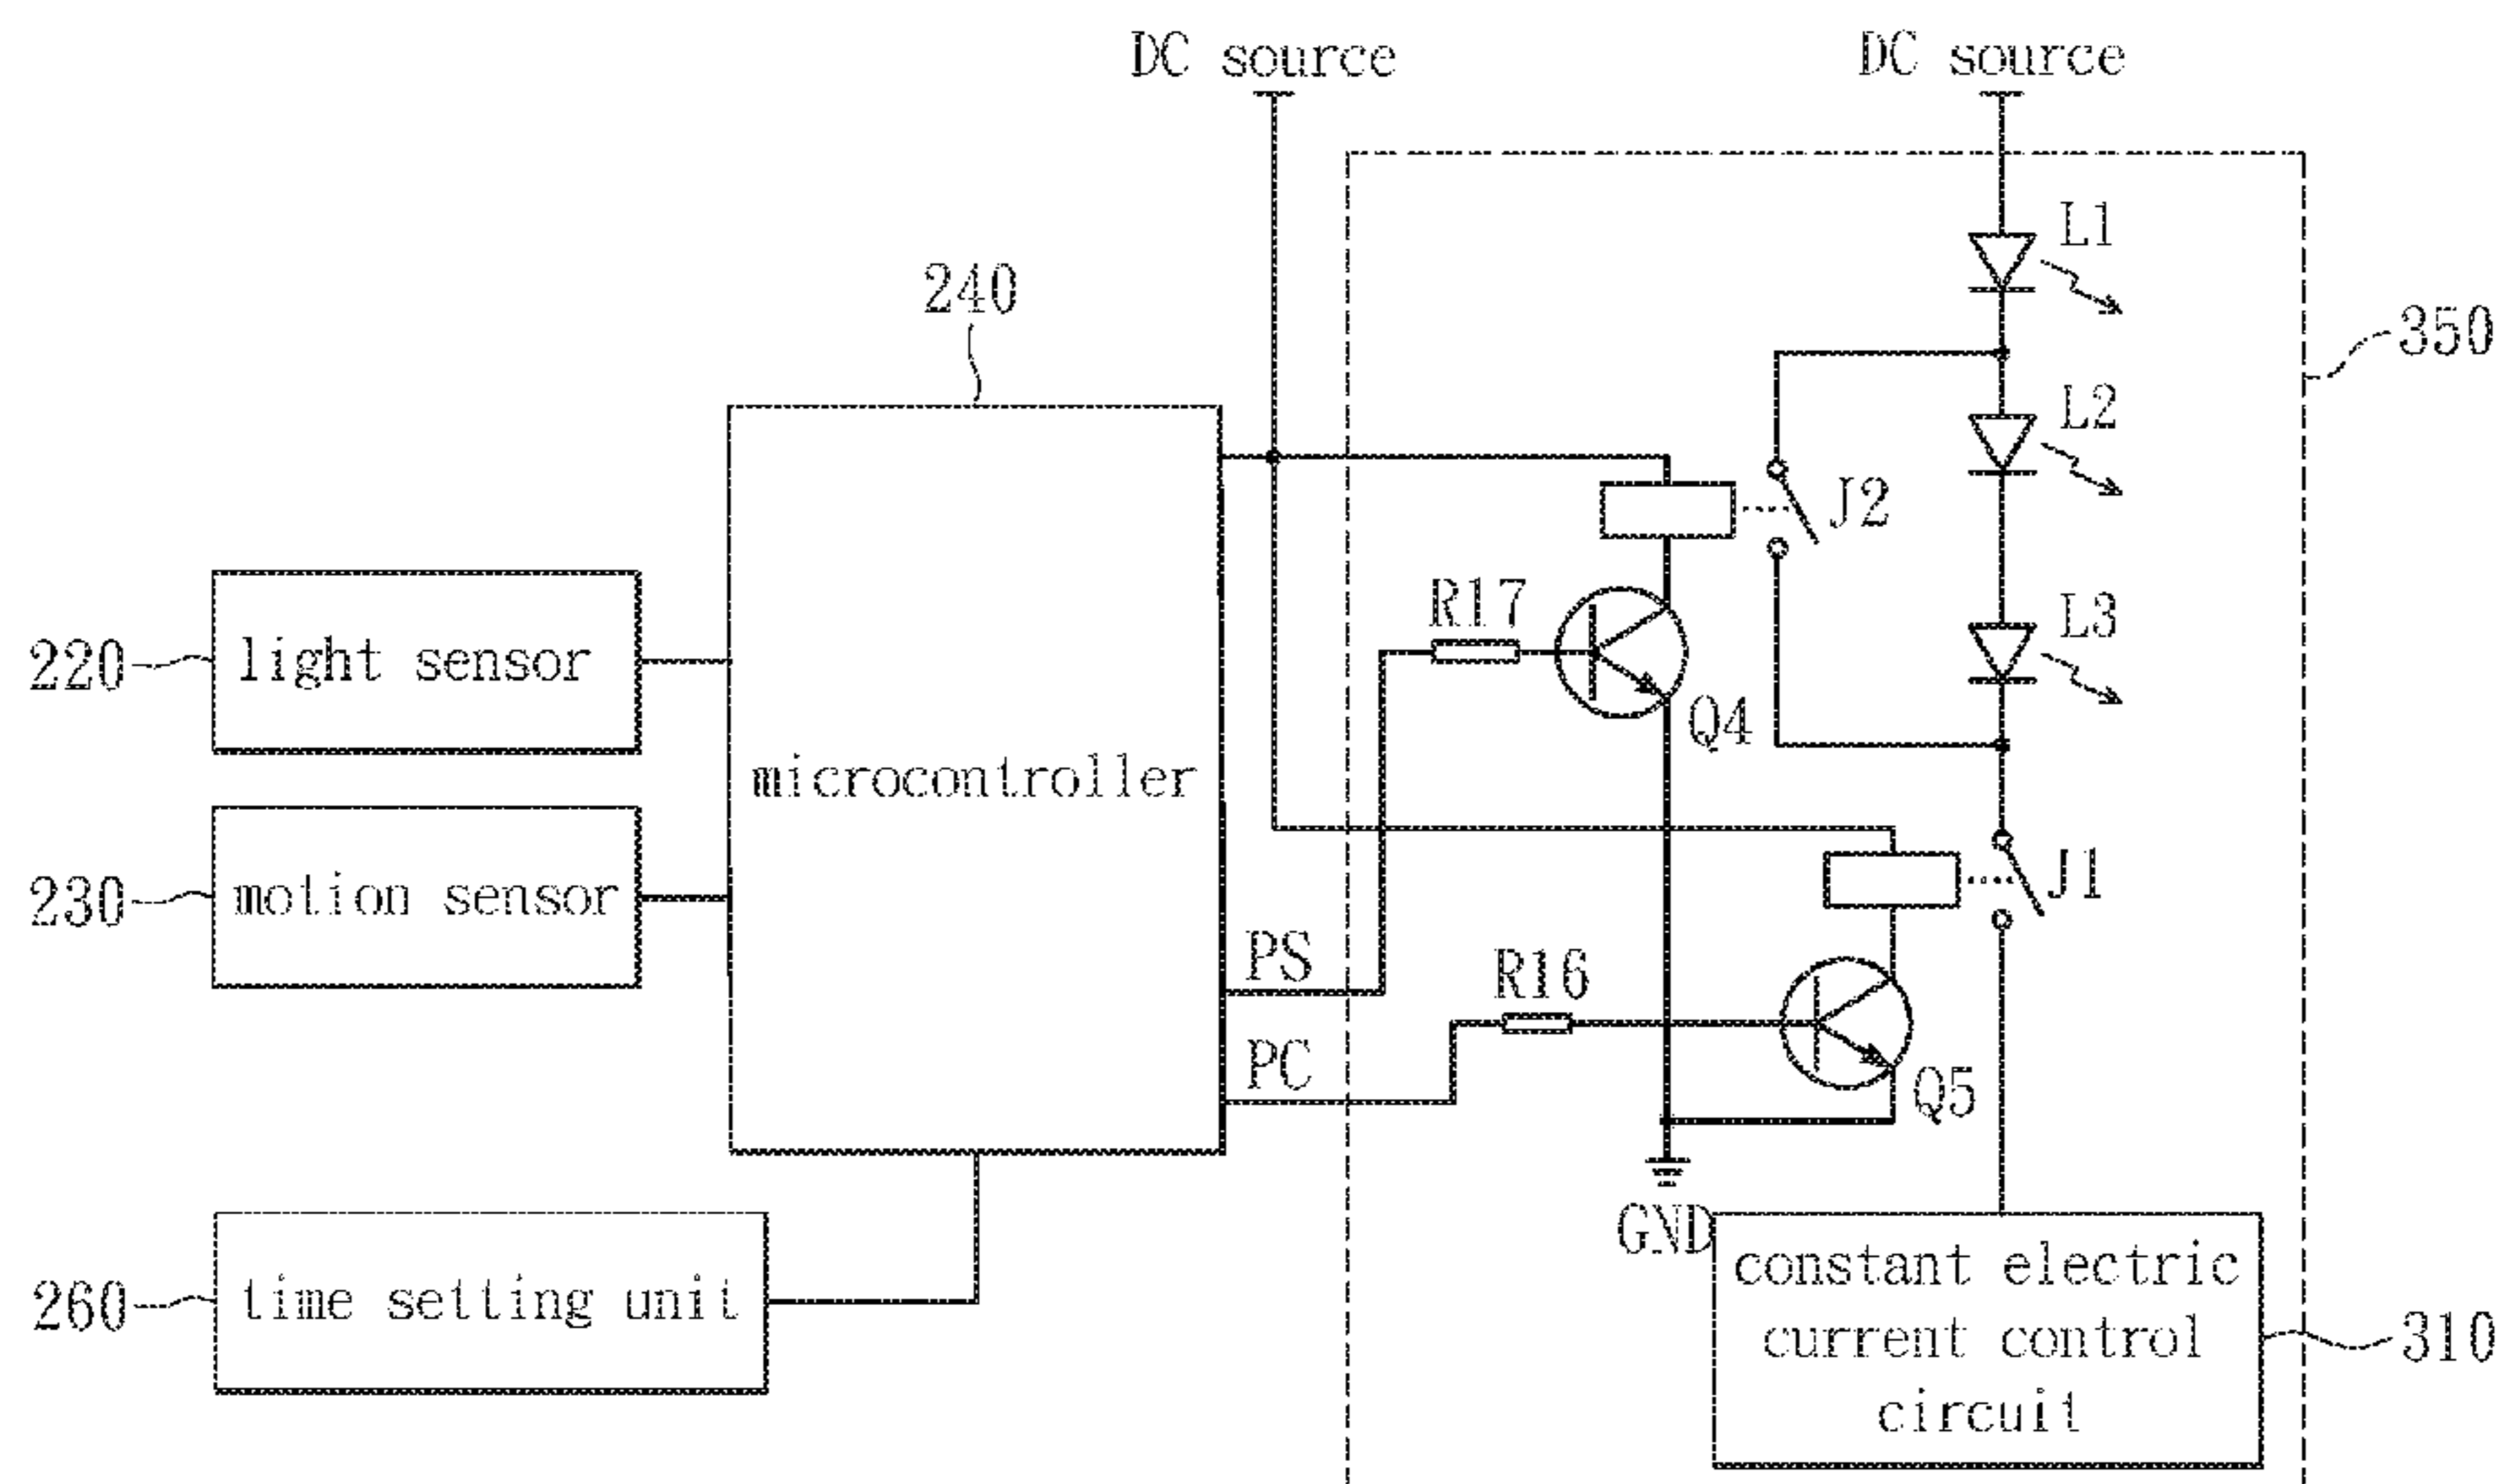 DC source
DC source
L1
240
350
L2
J2
R17
L3
220
light sensor
Q4
microcontroller
J1
230
motion sensor
PS
R16
PC
Q5
GND
constant electric
current control
circuit
260
time setting unit
310